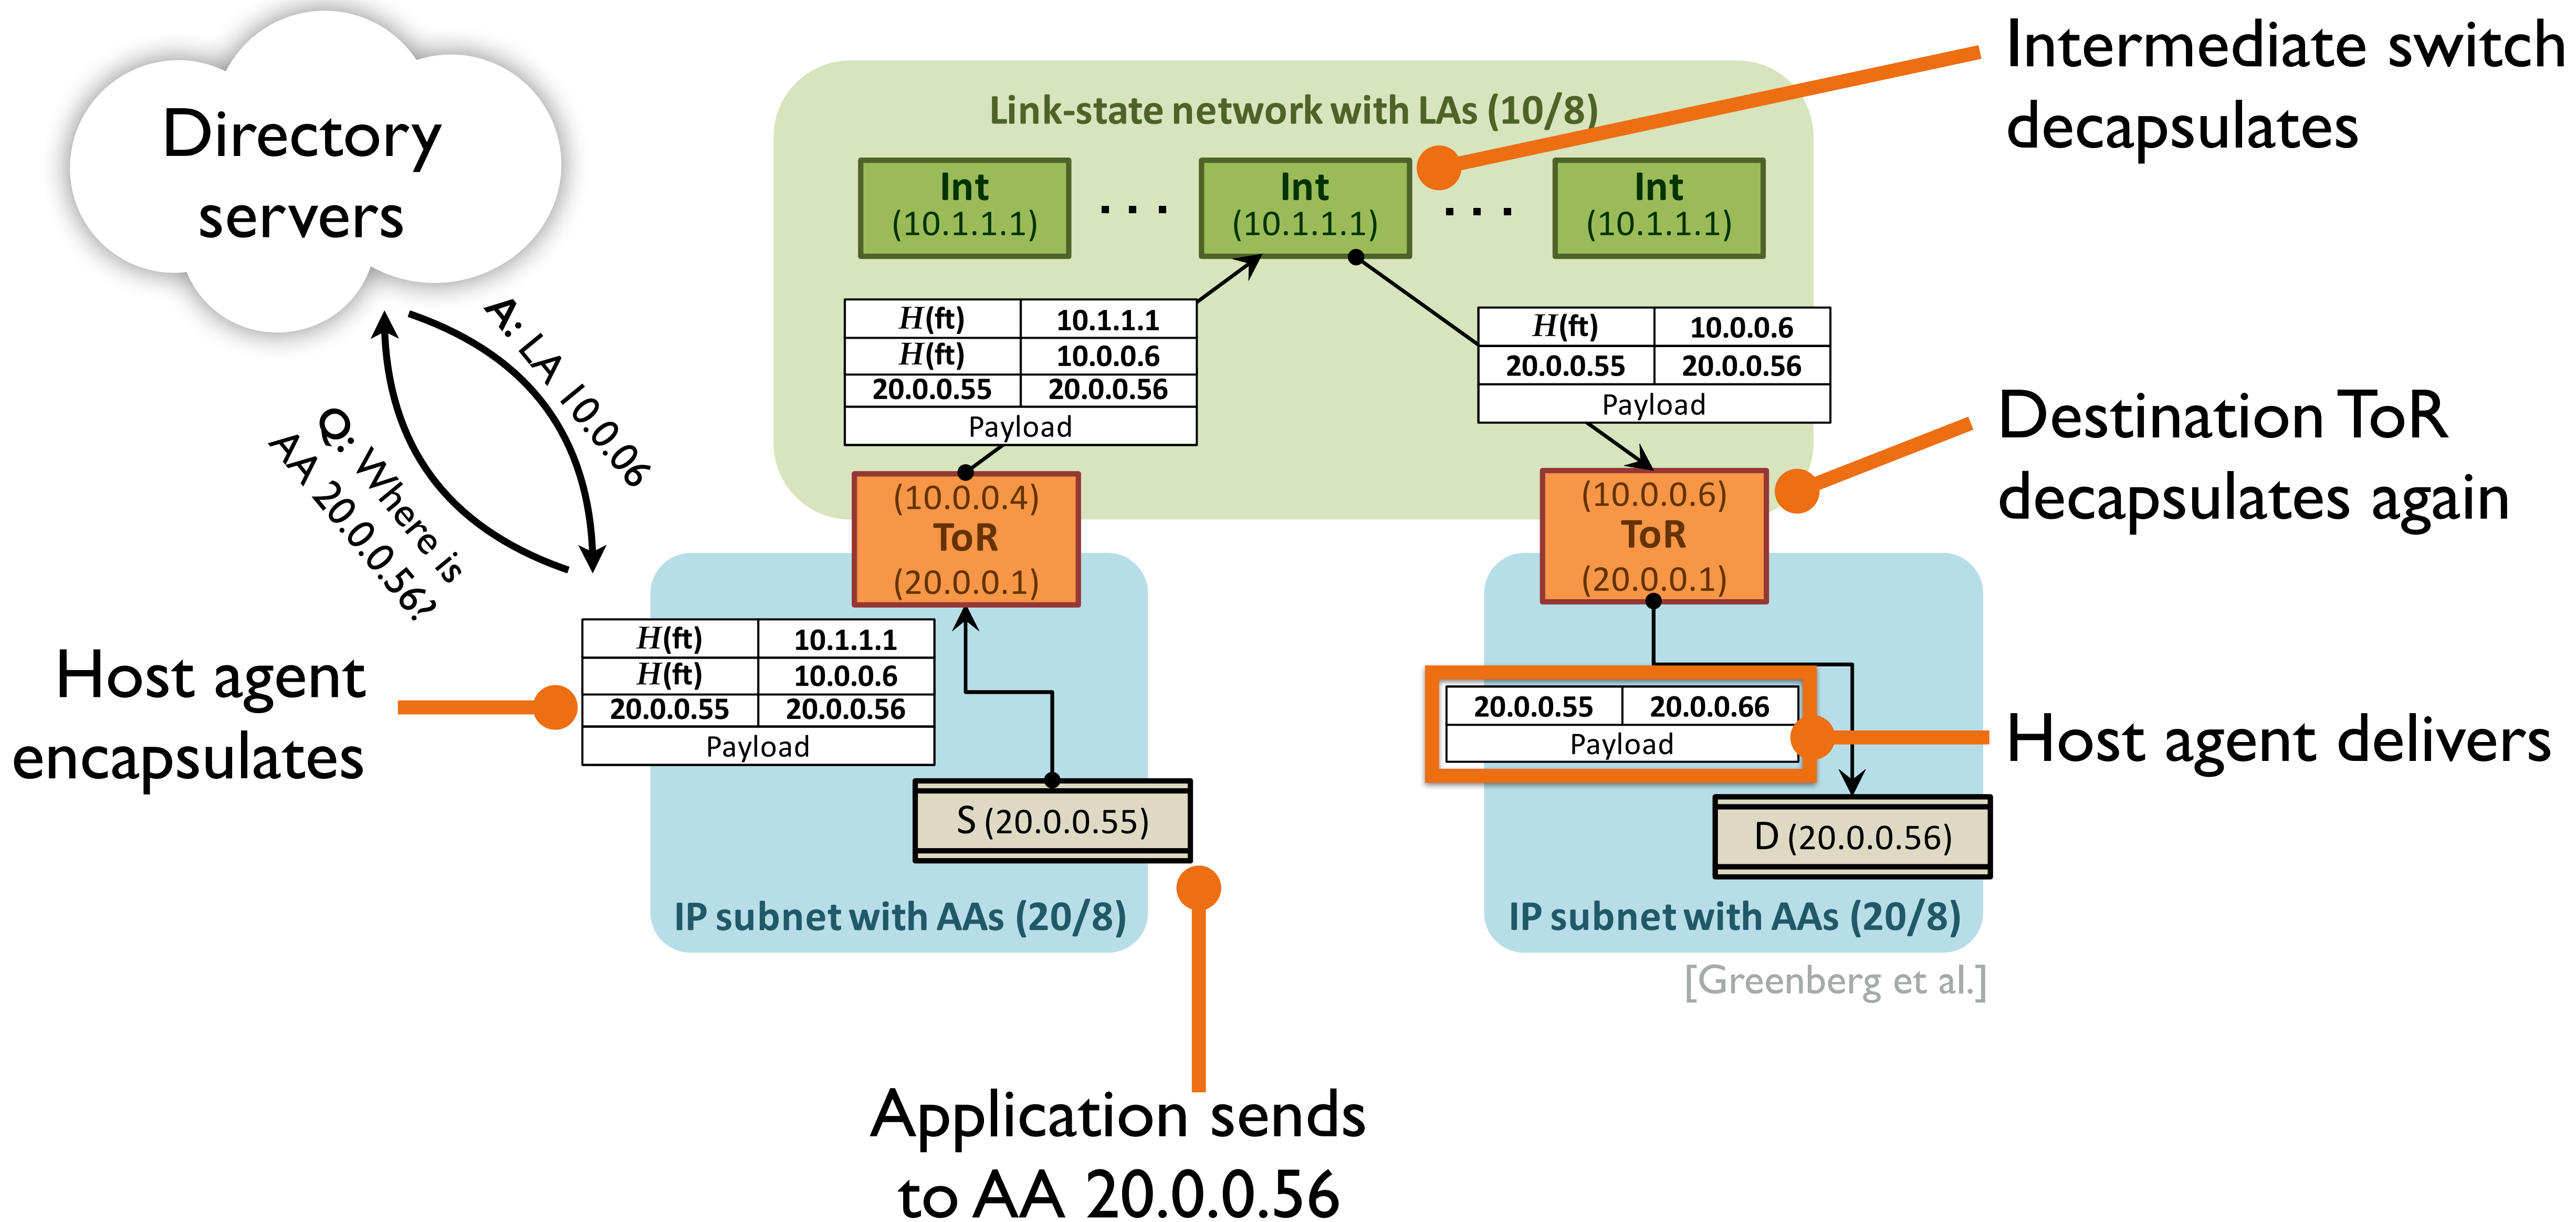 Directory
servers
A: LA 10.0.06
Q: Where is
AA 20.0.0.56?
Host agent
encapsulates
Link-state network with LAs (10/8)
Int
(10.1.1.1)
. . .
Int
(10.1.1.1)
. . .
Int
(10.1.1.1)
Intermediate switch
decapsulates
H(ft) 10.1.1.1
H(ft) 10.0.0.6
20.0.0.55 20.0.0.56
Payload
H(ft) 10.0.0.6
20.0.0.55 20.0.0.56
Payload
(10.0.0.4)
ToR
(20.0.0.1)
(10.0.0.6)
ToR
(20.0.0.1)
Destination ToR
decapsulates again
H(ft) 10.1.1.1
H(ft) 10.0.0.6
20.0.0.55 20.0.0.56
Payload
20.0.0.55 20.0.0.66
Payload
Host agent delivers
S (20.0.0.55)
D (20.0.0.56)
IP subnet with AAs (20/8)
IP subnet with AAs (20/8)
[Greenberg et al.]
Application sends
to AA 20.0.0.56